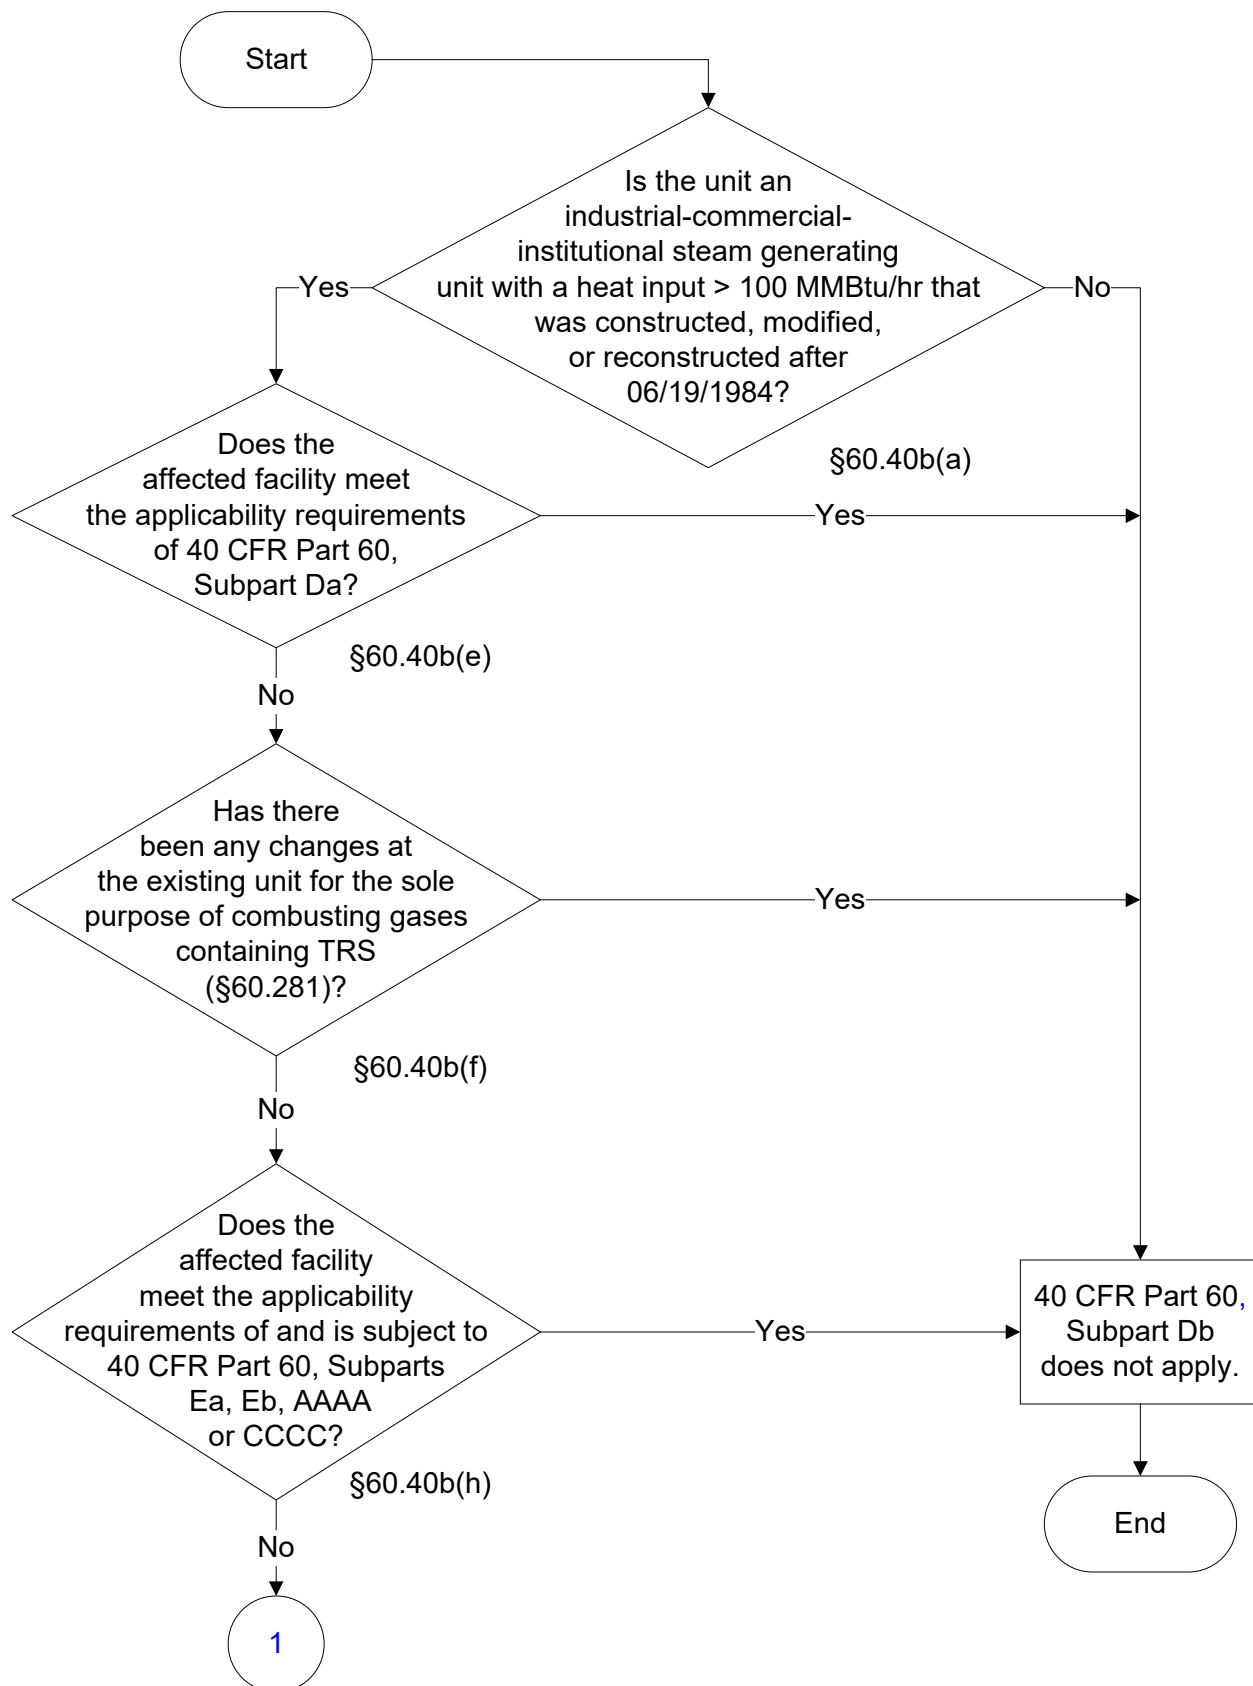 Start
Is the unit an
industrial-commercial-
institutional steam generating
unit with a heat input > 100 MMBtu/hr that
was constructed, modified,
or reconstructed after
06/19/1984?
Yes
No
§60.40b(a)
Does the
affected facility meet
the applicability requirements
of 40 CFR Part 60,
Subpart Da?
Yes
§60.40b(e)
No
Has there
been any changes at
the existing unit for the sole
purpose of combusting gases
containing TRS
(§60.281)?
Yes
§60.40b(f)
No
Does the
affected facility
meet the applicability
requirements of and is subject to
40 CFR Part 60, Subparts
Ea, Eb, AAAA
or CCCC?
Yes
§60.40b(h)
No
1
40 CFR Part 60,
Subpart Db
does not apply.
End